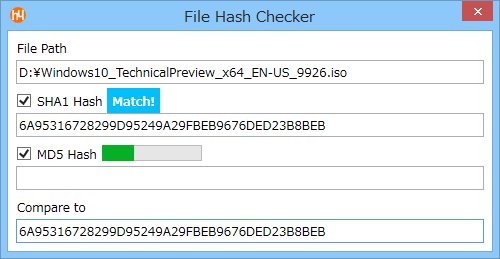 File Hash Checker
File Path
D:¥Windows10_TechnicalPreview_x64_EN-US_9926.iso
SHA1 Hash Match!
6A95316728299D95249A29FBEB9676DED23B8BEB
MD5 Hash
Compare to
6A95316728299D95249A29FBEB9676DED23B8BEB